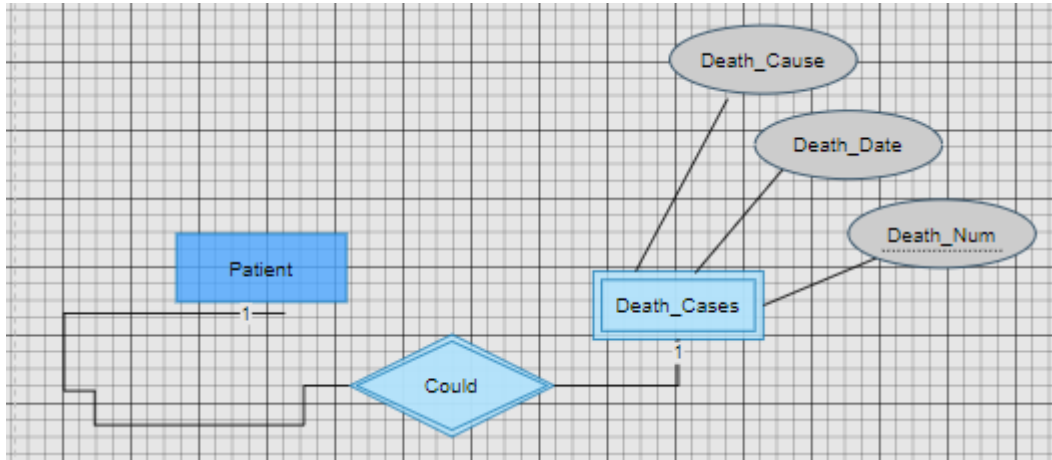 Death_Cause
Death_Date
Death_Num
Patient
Death_Cases
1
1
Could